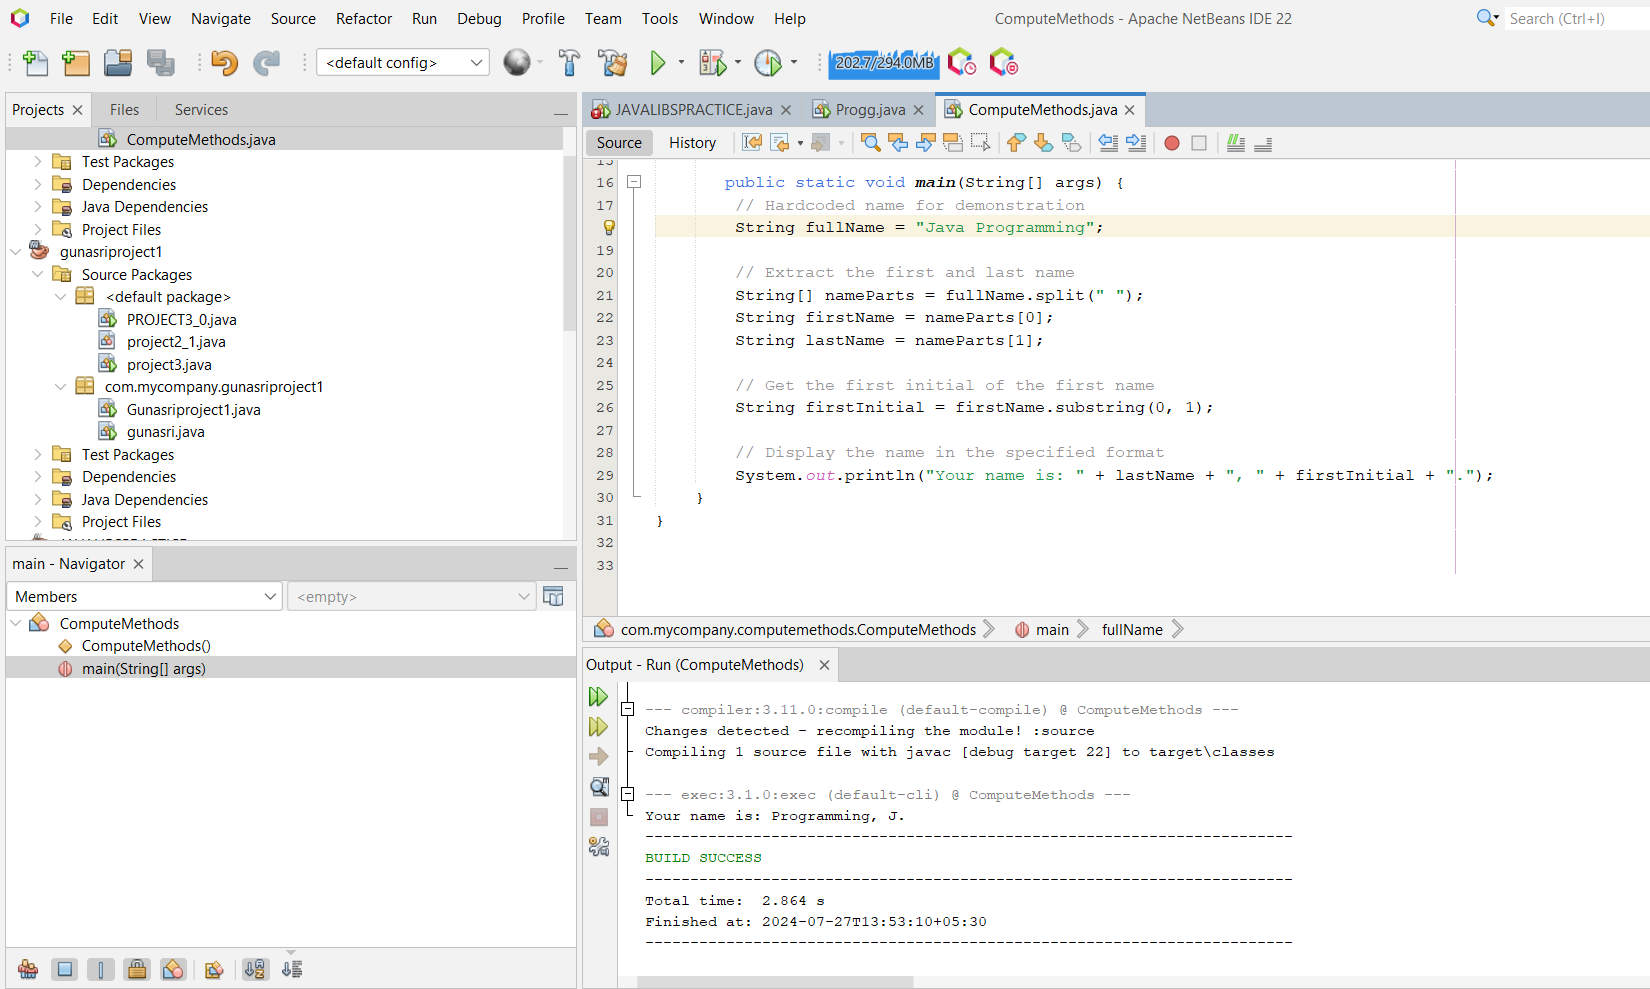 File Edit View Navigate Source Refactor Run Debug Profile Team Tools Window Help
ComputeMethods - Apache NetBeans IDE 22
Search (Ctrl+I)
<default config>
202.7/294.0MB
Projects Files Services
ComputeMethods.java
Test Packages
Dependencies
Java Dependencies
Project Files
gunasriproject1
Source Packages
<default package>
PROJECT3_0.java
project2_1.java
project3.java
com.mycompany.gunasriproject1
Gunasriproject1.java
gunasri.java
Test Packages
Dependencies
Java Dependencies
Project Files
main - Navigator
Members
<empty>
ComputeMethods
ComputeMethods()
main(String[] args)
JAVALIBSPRACTICE.java Progg.java ComputeMethods.java
Source History
15
16 public static void main(String[] args) {
17 // Hardcoded name for demonstration
String fullName = "Java Programming";
19
20 // Extract the first and last name
21 String[] nameParts = fullName.split(" ");
22 String firstName = nameParts[0];
23 String lastName = nameParts[1];
24
25 // Get the first initial of the first name
26 String firstInitial = firstName.substring(0, 1);
27
28 // Display the name in the specified format
29 System.out.println("Your name is: " + lastName + ", " + firstInitial + ".");
30 }
31 }
32
33
com.mycompany.computemethods.ComputeMethods main fullName
Output - Run (ComputeMethods)
--- compiler:3.11.0:compile (default-compile) @ ComputeMethods ---
Changes detected - recompiling the module! :source
Compiling 1 source file with javac [debug target 22] to target\classes
--- exec:3.1.0:exec (default-cli) @ ComputeMethods ---
Your name is: Programming, J.
------------------------------------------------------------------------
BUILD SUCCESS
------------------------------------------------------------------------
Total time:  2.864 s
Finished at: 2024-07-27T13:53:10+05:30
------------------------------------------------------------------------